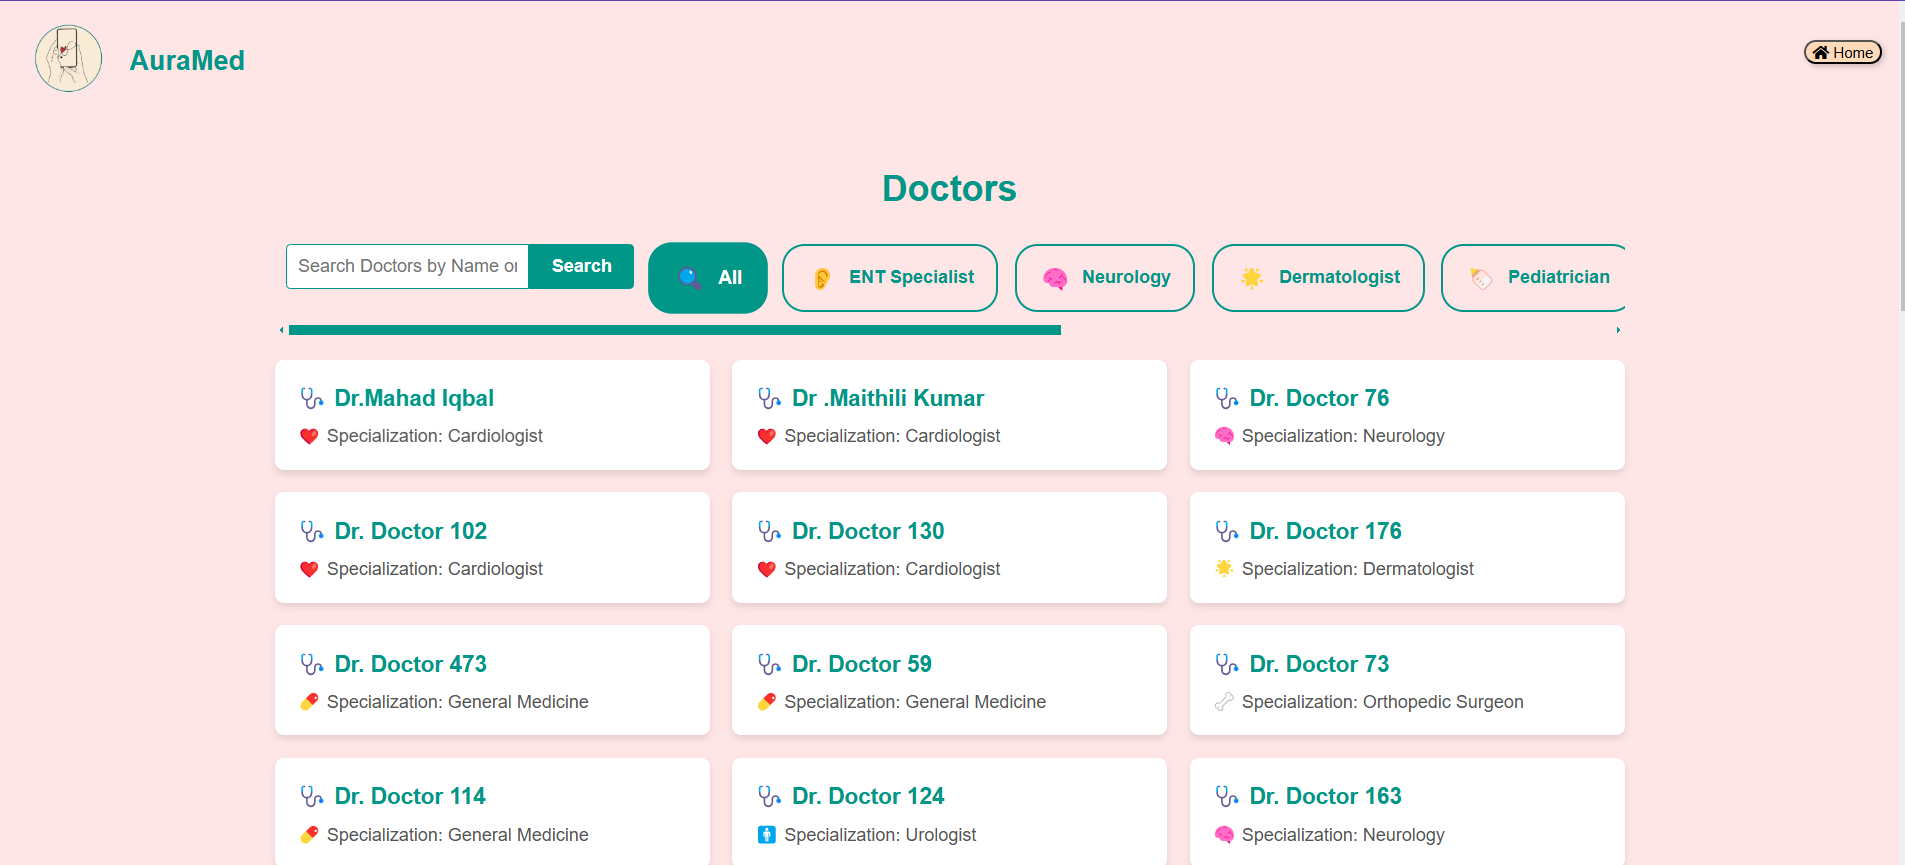 AuraMed
Home
Doctors
Search Doctors by Name or
Search
All
ENT Specialist
Neurology
Dermatologist
Pediatrician
Dr.Mahad Iqbal
Specialization: Cardiologist
Dr .Maithili Kumar
Specialization: Cardiologist
Dr. Doctor 76
Specialization: Neurology
Dr. Doctor 102
Specialization: Cardiologist
Dr. Doctor 130
Specialization: Cardiologist
Dr. Doctor 176
Specialization: Dermatologist
Dr. Doctor 473
Specialization: General Medicine
Dr. Doctor 59
Specialization: General Medicine
Dr. Doctor 73
Specialization: Orthopedic Surgeon
Dr. Doctor 114
Specialization: General Medicine
Dr. Doctor 124
Specialization: Urologist
Dr. Doctor 163
Specialization: Neurology